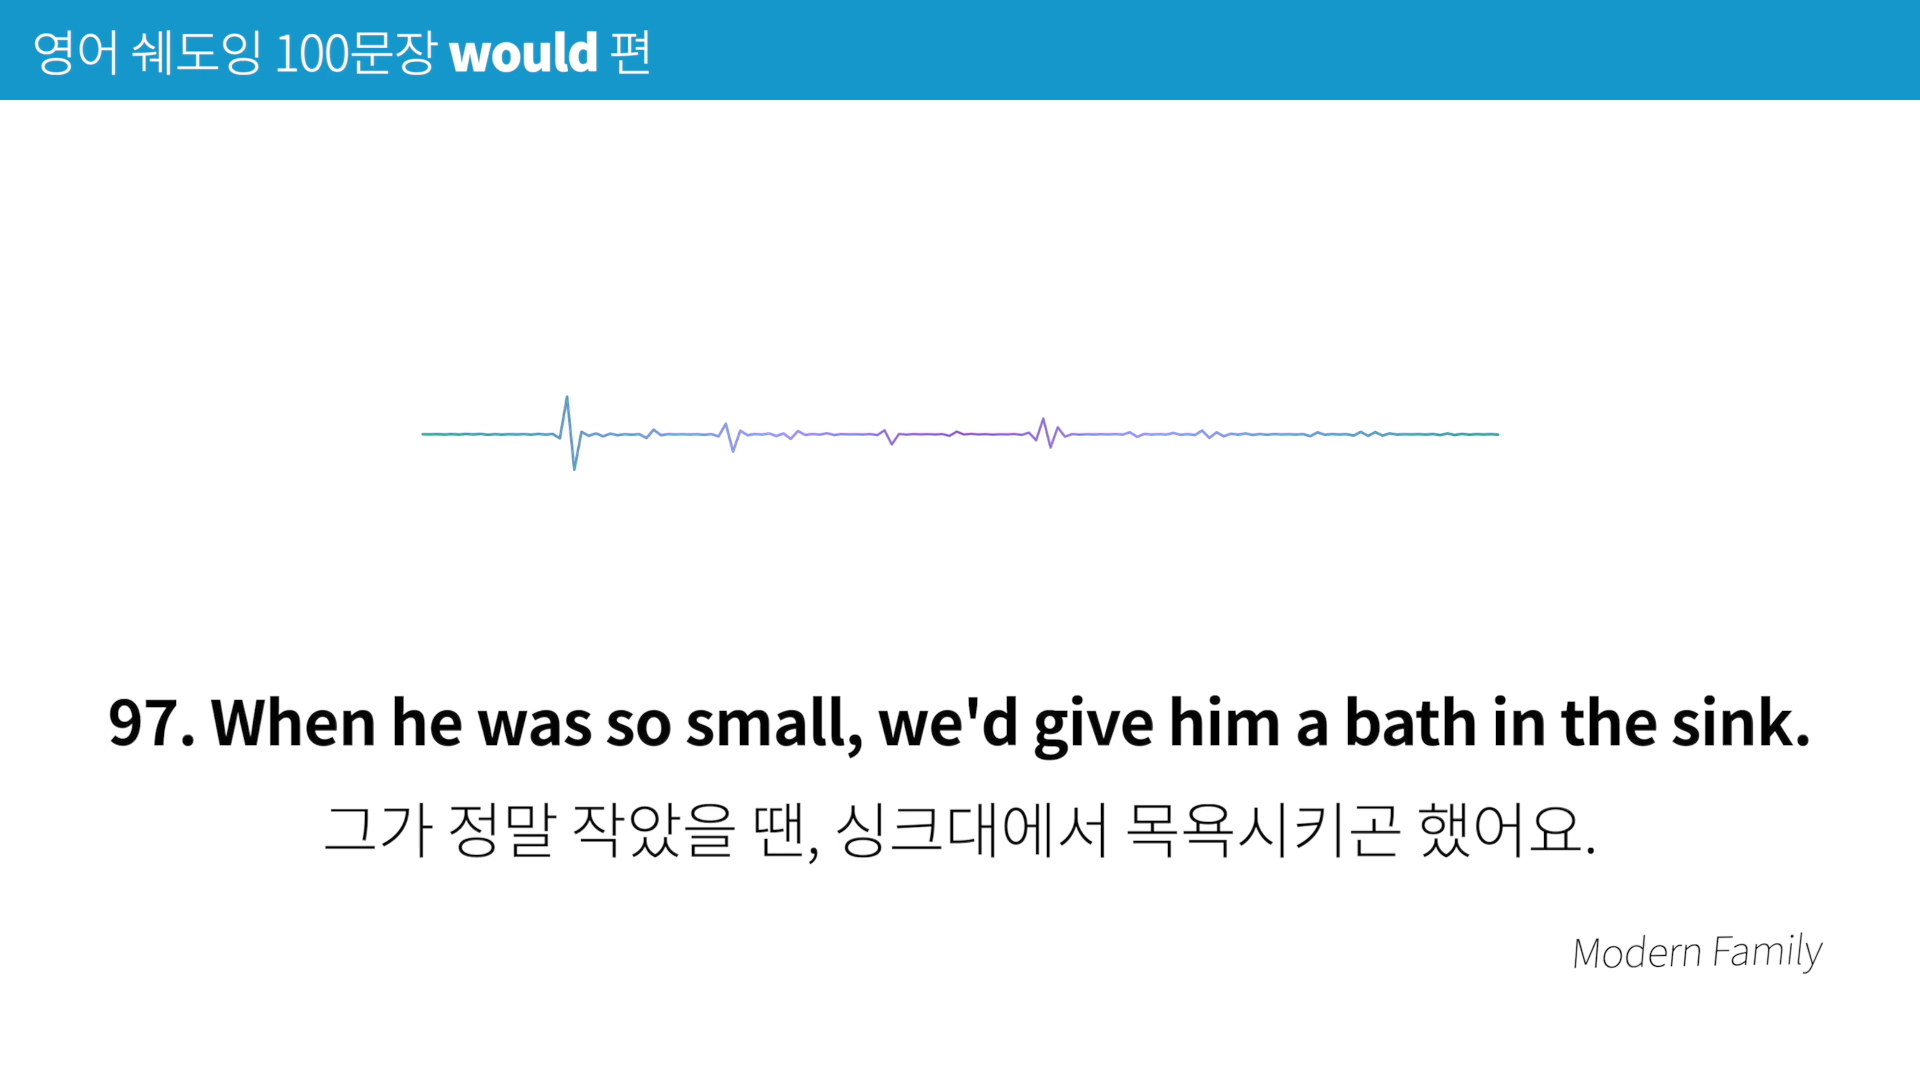 영어 쉐도잉 100문장 would 편
97. When he was so small, we'd give him a bath in the sink.
그가 정말 작았을 땐, 싱크대에서 목욕시키곤 했어요.
Modern Family